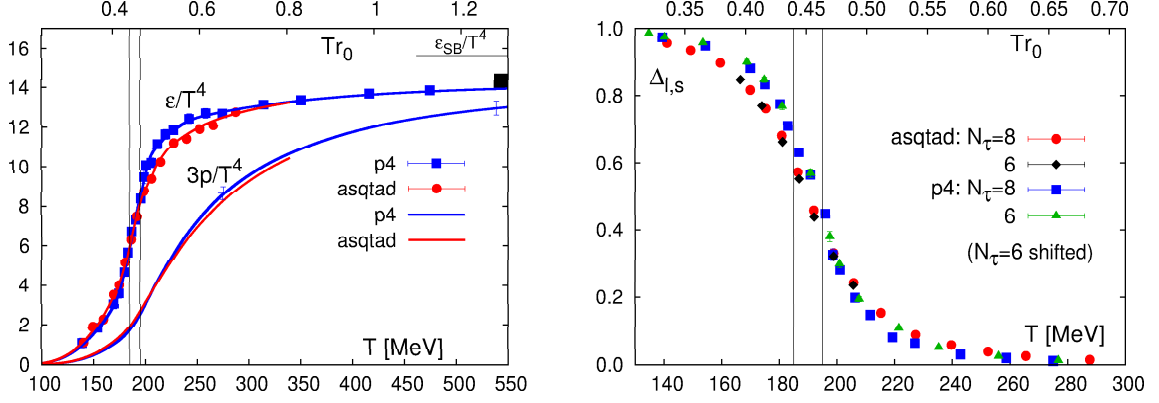 0.4 0.6 0.8 1 1.2
Tr0
εSB/T4
ε/T4
3p/T4
p4
asqtad
p4
asqtad
16
14
12
10
8
6
4
2
0
T [MeV]
100 150 200 250 300 350 400 450 500 550
0.35 0.40 0.45 0.50 0.55 0.60 0.65 0.70
Tr0
Δl,s
asqtad: Nτ=8
6
p4: Nτ=8
6
(Nτ=6 shifted)
1.0
0.8
0.6
0.4
0.2
0.0
T [MeV]
140 160 180 200 220 240 260 280 300